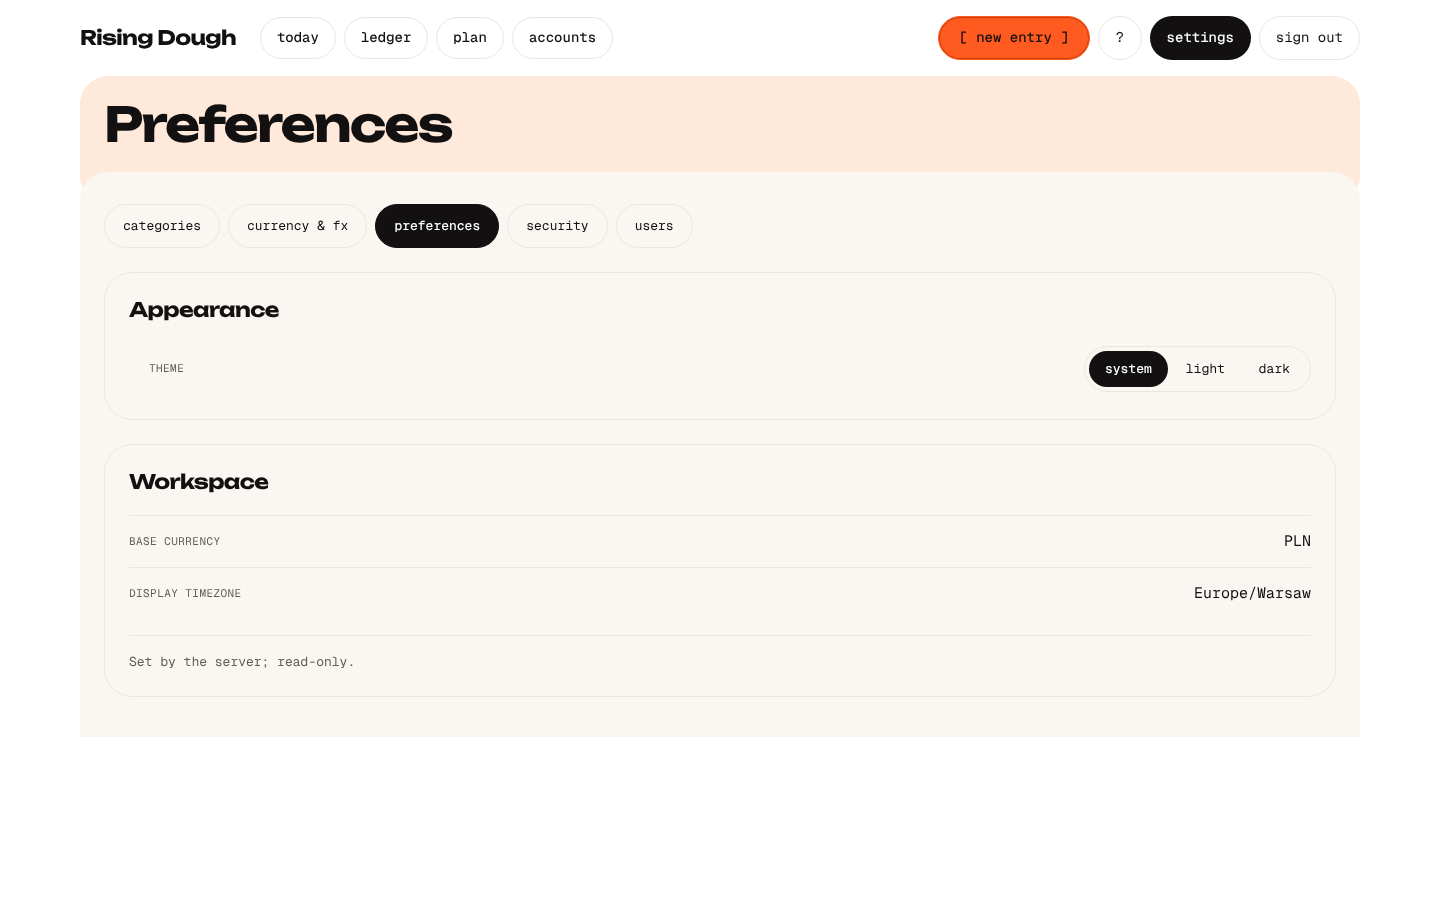 Rising Dough today ledger plan accounts [ new entry ] ? settings sign out
Preferences
categories currency & fx preferences security users
Appearance
THEME system light dark
Workspace
BASE CURRENCY PLN
DISPLAY TIMEZONE Europe/Warsaw
Set by the server; read-only.